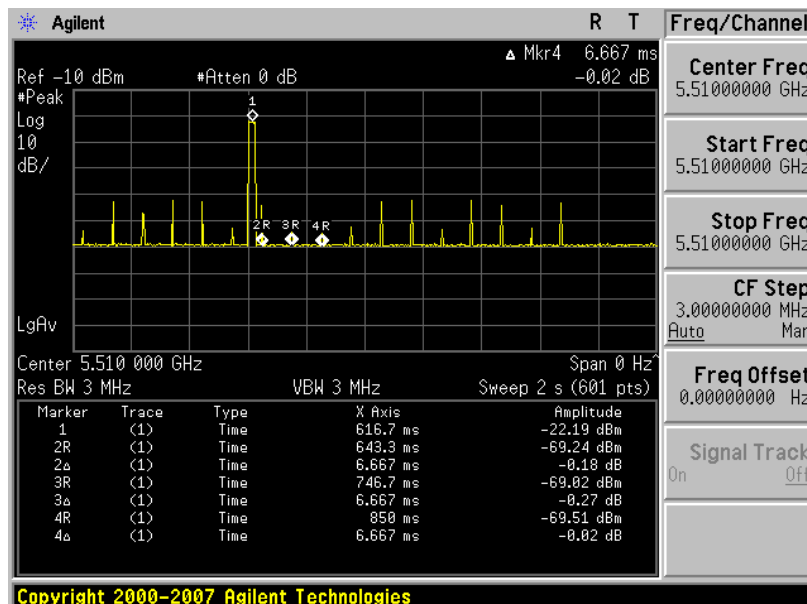 Agilent
R T
Freq/Channel
Δ Mkr4 6.667 ms
Ref -10 dBm
#Atten 0 dB
-0.02 dB
#Peak
Log
10
dB/
1
2R 3R 4R
LgAv
Center 5.510 000 GHz
Span 0 Hz^
Res BW 3 MHz
VBW 3 MHz
Sweep 2 s (601 pts)
Marker Trace Type X Axis Amplitude
1 (1) Time 616.7 ms -22.19 dBm
2R (1) Time 643.3 ms -69.24 dBm
2Δ (1) Time 6.667 ms -0.18 dB
3R (1) Time 746.7 ms -69.02 dBm
3Δ (1) Time 6.667 ms -0.27 dB
4R (1) Time 850 ms -69.51 dBm
4Δ (1) Time 6.667 ms -0.02 dB
Center Freq
5.51000000 GHz
Start Freq
5.51000000 GHz
Stop Freq
5.51000000 GHz
CF Step
3.00000000 MHz
Auto Man
Freq Offset
0.00000000 Hz
Signal Track
On Off
Copyright 2000-2007 Agilent Technologies